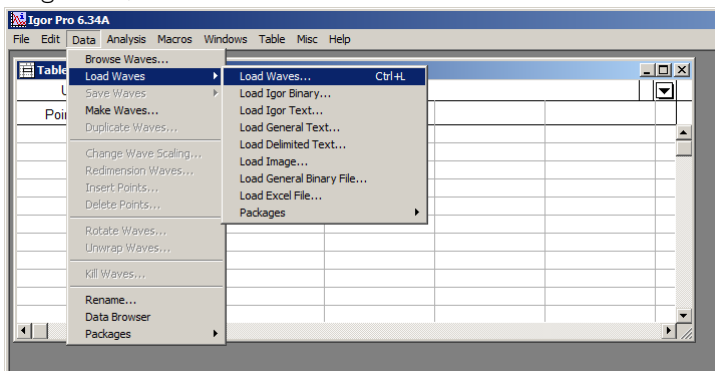 Igor Pro 6.34A
File Edit Data Analysis Macros Windows Table Misc Help
Table
Browse Waves...
Load Waves
Save Waves
Make Waves...
Duplicate Waves...
Change Wave Scaling...
Redimension Waves...
Insert Points...
Delete Points...
Rotate Waves...
Unwrap Waves...
Kill Waves...
Rename...
Data Browser
Packages
Load Waves... Ctrl+L
Load Igor Binary...
Load Igor Text...
Load General Text...
Load Delimited Text...
Load Image...
Load General Binary File...
Load Excel File...
Packages